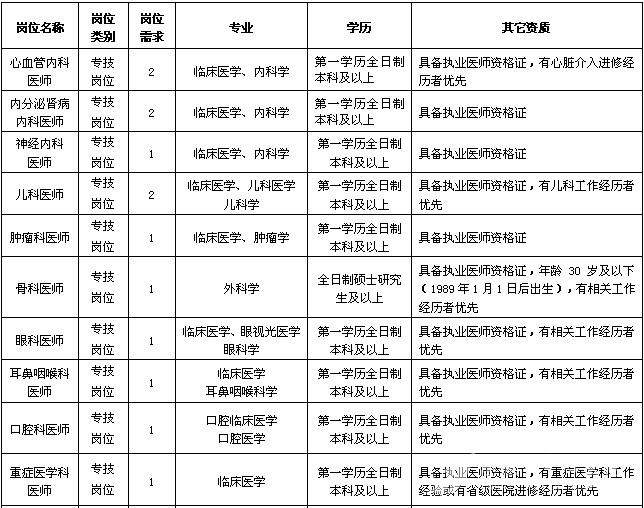 岗位名称 岗位类别 岗位需求 专业 学历 其它资质
心血管内科医师 专技岗位 2 临床医学、内科学 第一学历全日制本科及以上 具备执业医师资格证，有心脏介入进修经历者优先
内分泌肾病内科医师 专技岗位 2 临床医学、内科学 第一学历全日制本科及以上 具备执业医师资格证
神经内科医师 专技岗位 1 临床医学、内科学 第一学历全日制本科及以上 具备执业医师资格证
儿科医师 专技岗位 2 临床医学、儿科医学儿科学 第一学历全日制本科及以上 具备执业医师资格证，有儿科工作经历者优先
肿瘤科医师 专技岗位 1 临床医学、肿瘤学 第一学历全日制本科及以上 具备执业医师资格证
骨科医师 专技岗位 1 外科学 全日制硕士研究生及以上 具备执业医师资格证，年龄 30 岁及以下（1989年1月1日后出生），有相关工作经历者优先
眼科医师 专技岗位 1 临床医学、眼视光医学眼科学 第一学历全日制本科及以上 具备执业医师资格证，有相关工作经历者优先
耳鼻咽喉科医师 专技岗位 1 临床医学耳鼻咽喉科学 第一学历全日制本科及以上 具备执业医师资格证，有相关工作经历者优先
口腔科医师 专技岗位 1 口腔临床医学口腔医学 第一学历全日制本科及以上 具备执业医师资格证，有相关工作经历者优先
重症医学科医师 专技岗位 1 临床医学 第一学历全日制本科及以上 具备执业医师资格证，有重症医学科工作经验或有省级医院进修经历者优先